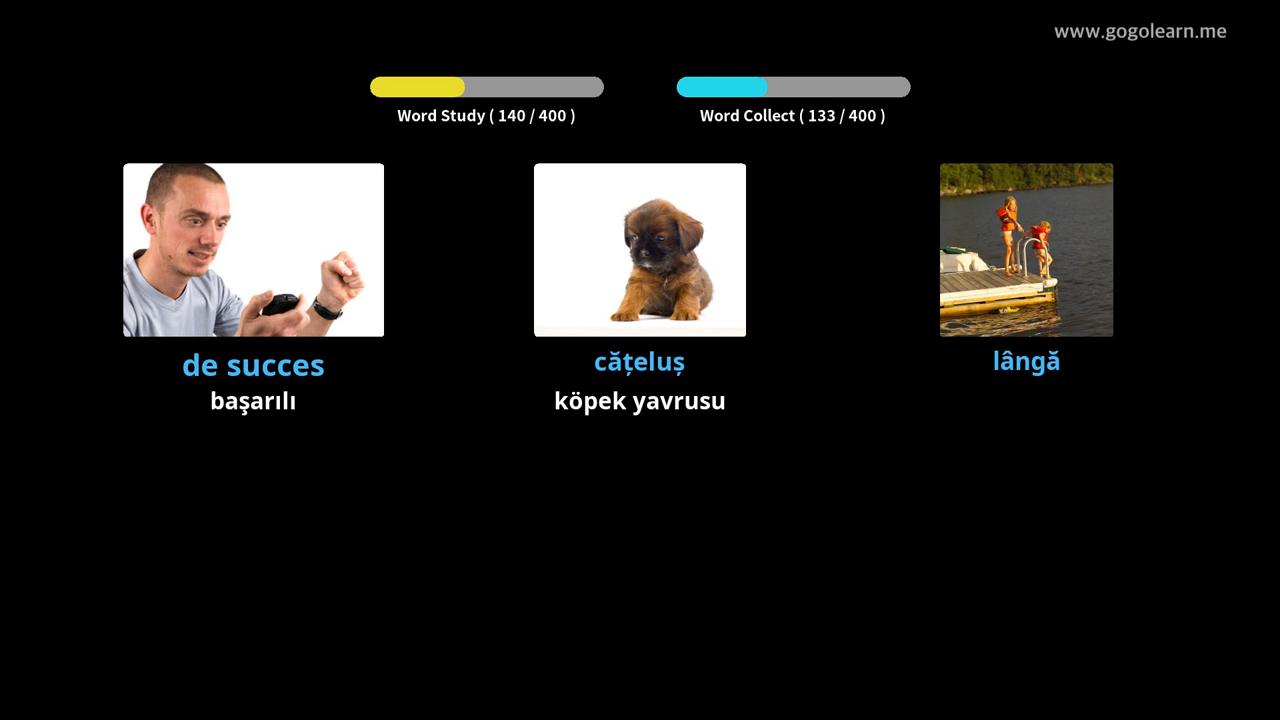 www.gogolearn.me
Word Study ( 140 / 400 )
Word Collect ( 133 / 400 )
de succes
başarılı
cățeluș
köpek yavrusu
lângă